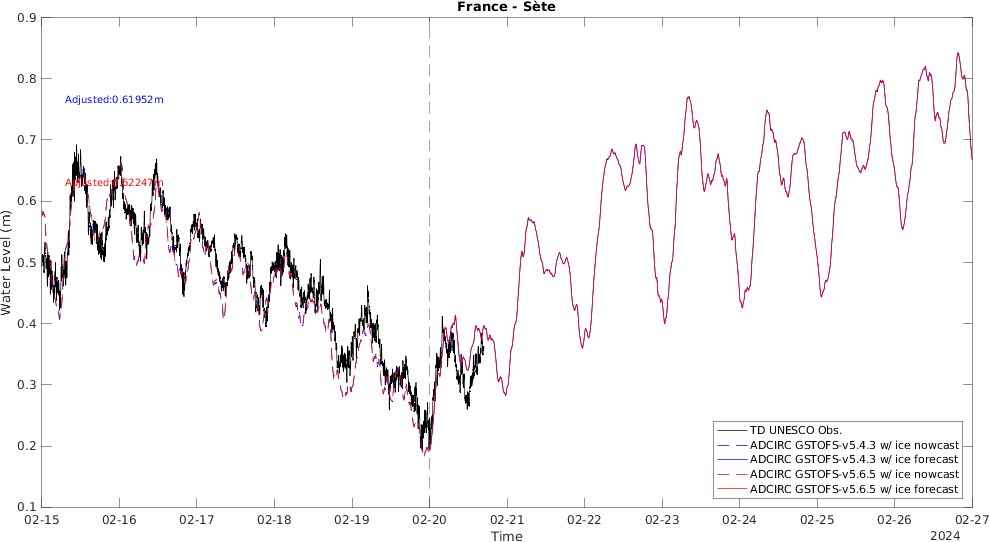 France - Sète
Water Level (m)
0.9
0.8
0.7
0.6
0.5
0.4
0.3
0.2
0.1
Adjusted:0.61952m
Adjusted:0.62247m
TD UNESCO Obs.
ADCIRC GSTOFS-v5.4.3 w/ ice nowcast
ADCIRC GSTOFS-v5.4.3 w/ ice forecast
ADCIRC GSTOFS-v5.6.5 w/ ice nowcast
ADCIRC GSTOFS-v5.6.5 w/ ice forecast
02-15 02-16 02-17 02-18 02-19 02-20 02-21 02-22 02-23 02-24 02-25 02-26 02-27
Time
2024